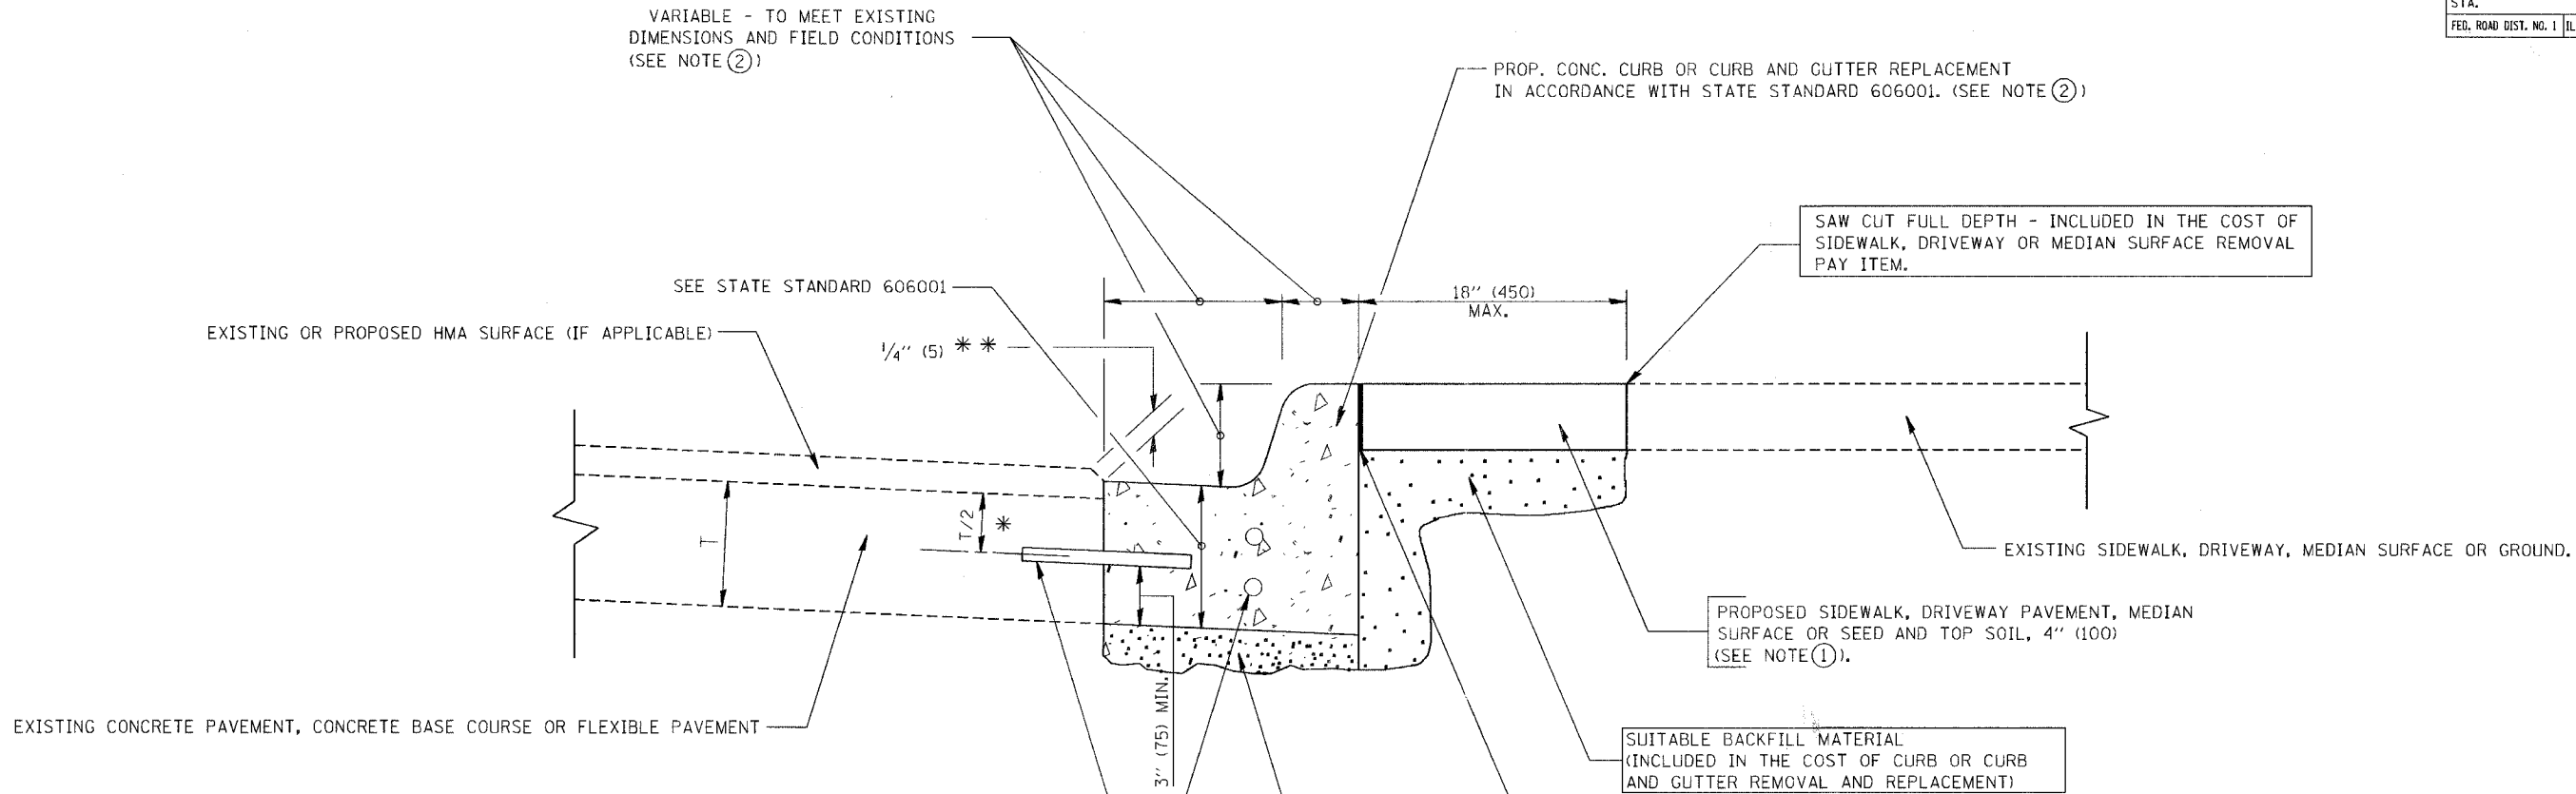 STA.
FED. ROAD DIST. NO. 1 IL
VARIABLE - TO MEET EXISTING
DIMENSIONS AND FIELD CONDITIONS
(SEE NOTE 2)
PROP. CONC. CURB OR CURB AND GUTTER REPLACEMENT
IN ACCORDANCE WITH STATE STANDARD 606001. (SEE NOTE 2)
SAW CUT FULL DEPTH - INCLUDED IN THE COST OF
SIDEWALK, DRIVEWAY OR MEDIAN SURFACE REMOVAL
PAY ITEM.
SEE STATE STANDARD 606001
18" (450)
MAX.
EXISTING OR PROPOSED HMA SURFACE (IF APPLICABLE)
1/4" (5) * *
T
T/2 *
EXISTING SIDEWALK, DRIVEWAY, MEDIAN SURFACE OR GROUND.
PROPOSED SIDEWALK, DRIVEWAY PAVEMENT, MEDIAN
SURFACE OR SEED AND TOP SOIL, 4" (100)
(SEE NOTE 1).
EXISTING CONCRETE PAVEMENT, CONCRETE BASE COURSE OR FLEXIBLE PAVEMENT
3" (75) MIN.
SUITABLE BACKFILL MATERIAL
(INCLUDED IN THE COST OF CURB OR CURB
AND GUTTER REMOVAL AND REPLACEMENT)